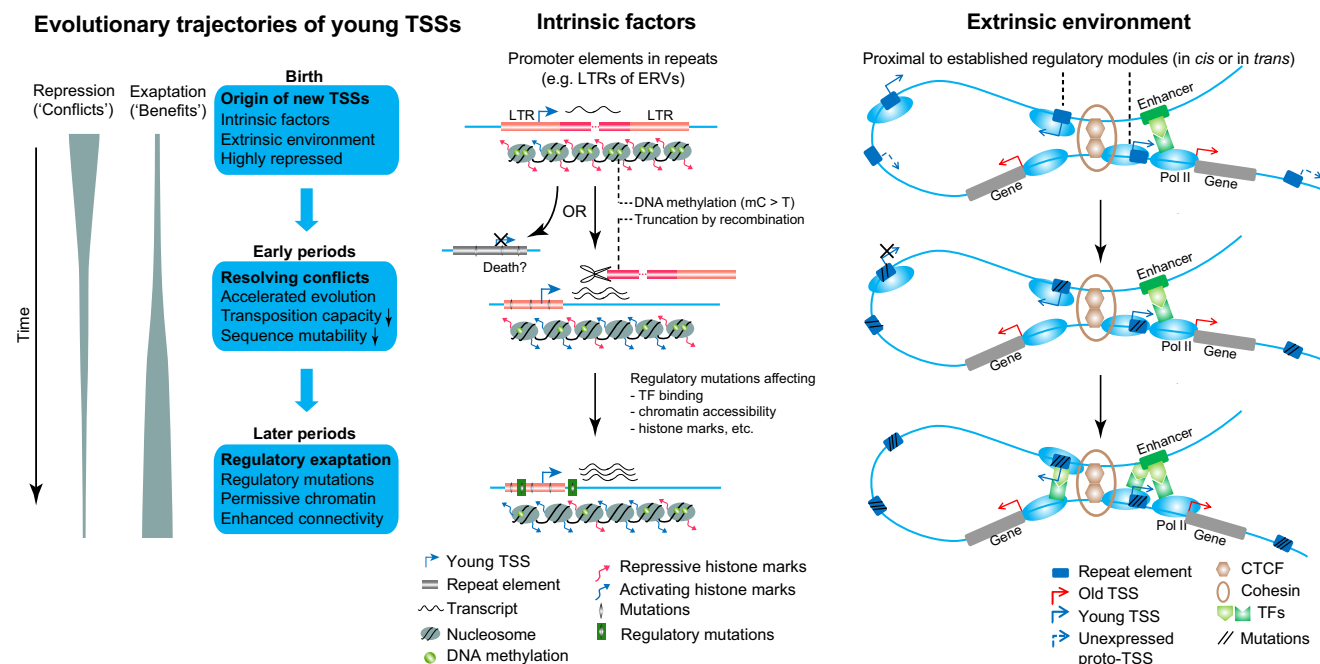 Evolutionary trajectories of young TSSs
Repression
(‘Conflicts’)
Exaptation
(‘Benefits’)
Time
Birth
Origin of new TSSs
Intrinsic factors
Extrinsic environment
Highly repressed
Early periods
Resolving conflicts
Accelerated evolution
Transposition capacity
Sequence mutability
Later periods
Regulatory exaptation
Regulatory mutations
Permissive chromatin
Enhanced connectivity
Intrinsic factors
Promoter elements in repeats
(e.g. LTRs of ERVs)
LTR
LTR
OR
DNA methylation (mC > T)
Truncation by recombination
Death?
Regulatory mutations affecting
- TF binding
- chromatin accessibility
- histone marks, etc.
Young TSS
Repeat element
Transcript
Nucleosome
DNA methylation
Repressive histone marks
Activating histone marks
Mutations
Regulatory mutations
Extrinsic environment
Proximal to established regulatory modules (in cis or in trans)
Enhancer
Gene
Pol II
Gene
Enhancer
Gene
Pol II
Gene
Enhancer
Gene
Pol II
Gene
Repeat element
Old TSS
Young TSS
Unexpressed
proto-TSS
CTCF
Cohesin
TFs
Mutations